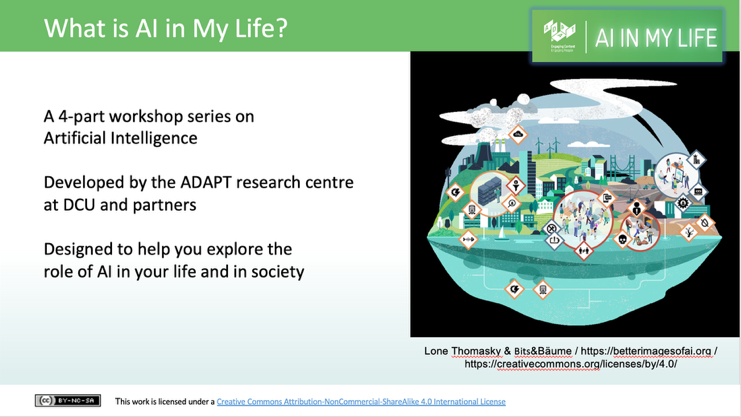 What is AI in My Life?
AI IN MY LIFE
A 4-part workshop series on
Artificial Intelligence
Developed by the ADAPT research centre
at DCU and partners
Designed to help you explore the
role of AI in your life and in society
Lone Thomasky & Bits&Bäume / https://betterimagesofai.org /
https://creativecommons.org/licenses/by/4.0/
cc BY-NC-SA
This work is licensed under a Creative Commons Attribution-NonCommercial-ShareAlike 4.0 International License